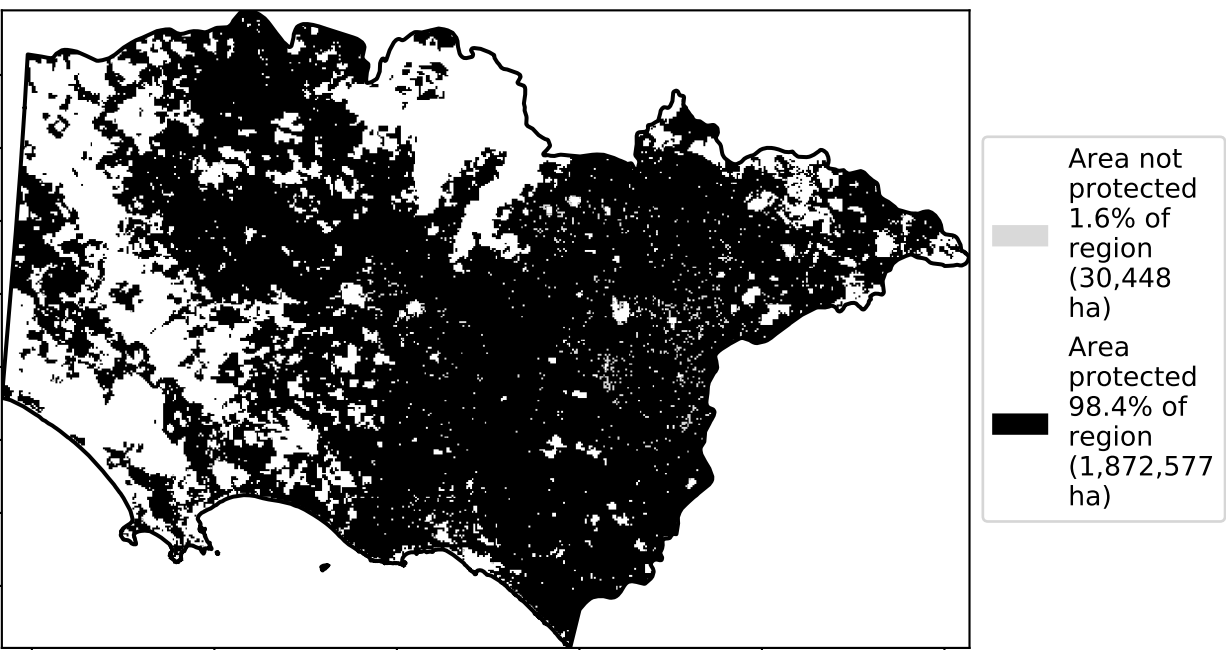 Area not
protected
1.6% of
region
(30,448
ha)
Area
protected
98.4% of
region
(1,872,577
ha)